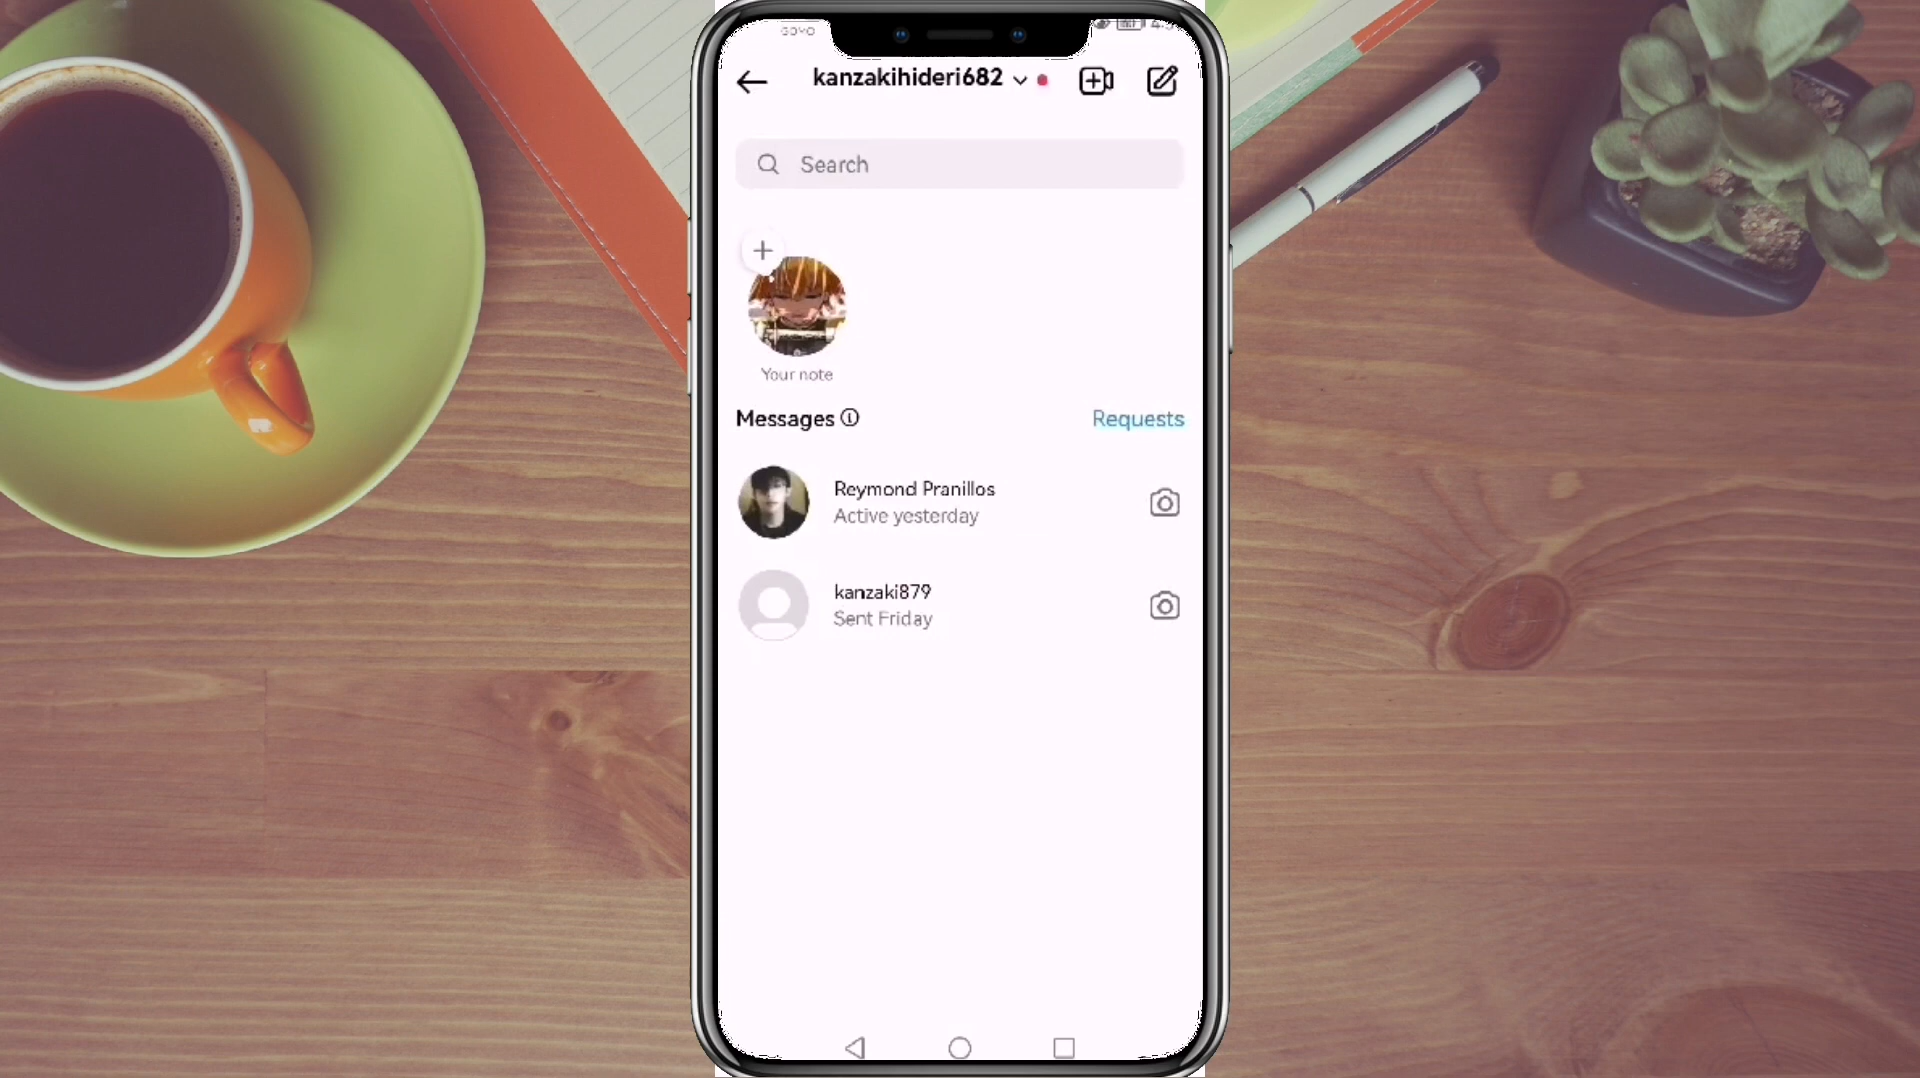 kanzakihideri682
Search
Your note
Messages
Requests
Reymond Pranillos
Active yesterday
kanzaki879
Sent Friday